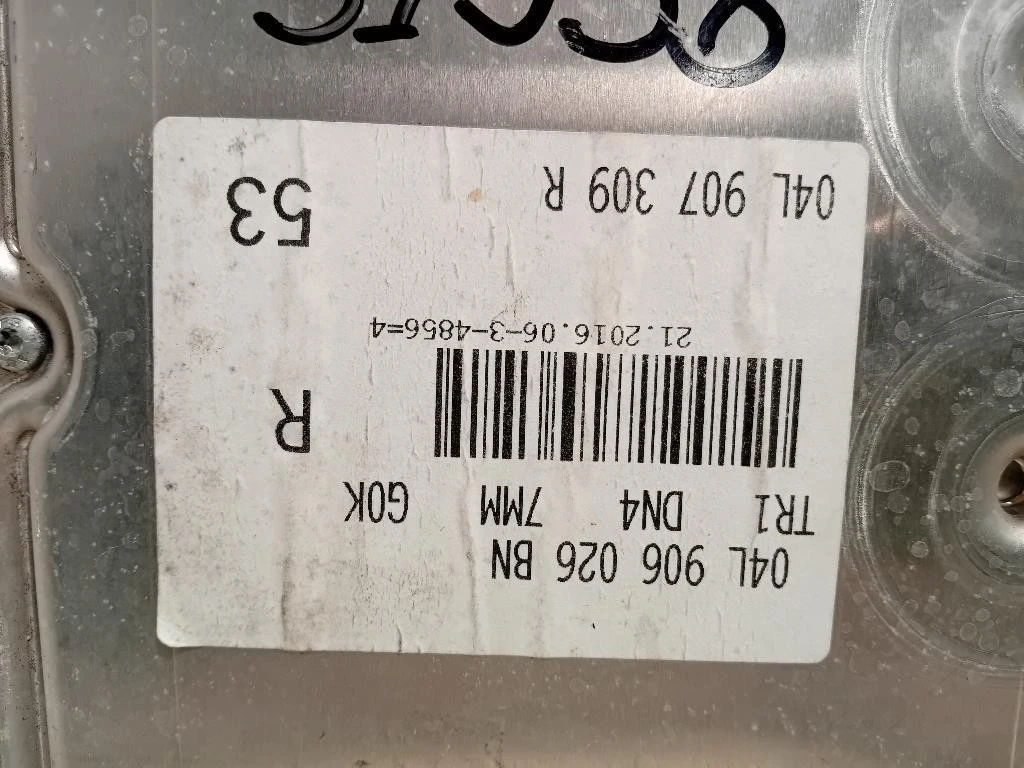 04L 906 026 BN
TR1 DN4 7MM G0K
R
21.2016.06-3-4856=4
04L 907 309 R 53